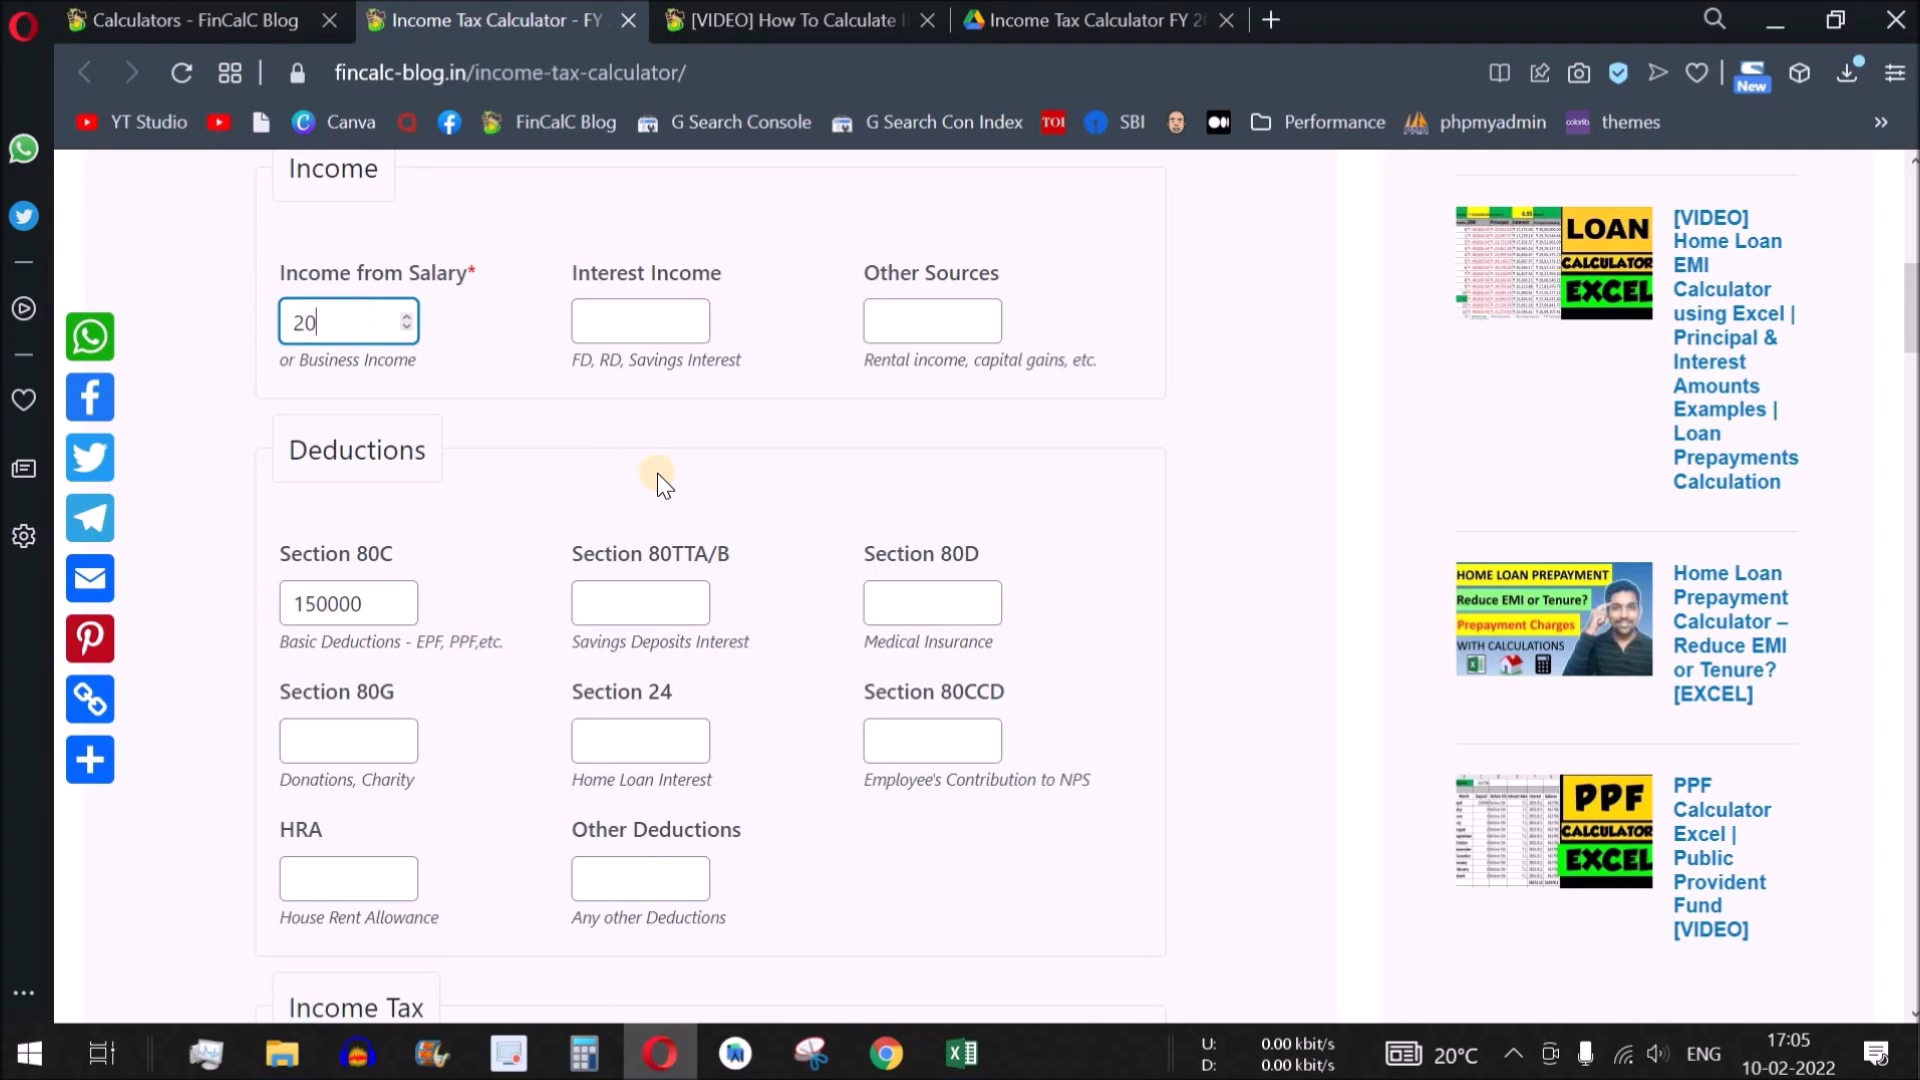 Calculators - FinCalC Blog
Income Tax Calculator - FY
[VIDEO] How To Calculate I
Income Tax Calculator FY 20
fincalc-blog.in/income-tax-calculator/
New
YT Studio
Canva
FinCalC Blog
G Search Console
G Search Con Index
TOI
SBI
Performance
phpmyadmin
themes
Income
Income from Salary*
Interest Income
Other Sources
20
or Business Income
FD, RD, Savings Interest
Rental income, capital gains, etc.
Deductions
Section 80C
Section 80TTA/B
Section 80D
150000
Basic Deductions - EPF, PPF,etc.
Savings Deposits Interest
Medical Insurance
Section 80G
Section 24
Section 80CCD
Donations, Charity
Home Loan Interest
Employee's Contribution to NPS
HRA
Other Deductions
House Rent Allowance
Any other Deductions
Income Tax
LOAN
CALCULATOR
EXCEL
[VIDEO]
Home Loan
EMI
Calculator
using Excel |
Principal &
Interest
Amounts
Examples |
Loan
Prepayments
Calculation
HOME LOAN PREPAYMENT
Reduce EMI or Tenure?
Prepayment Charges
WITH CALCULATIONS
Home Loan
Prepayment
Calculator –
Reduce EMI
or Tenure?
[EXCEL]
PPF
CALCULATOR
EXCEL
PPF
Calculator
Excel |
Public
Provident
Fund
[VIDEO]
U:
D:
0.00 kbit/s
0.00 kbit/s
20°C
ENG
17:05
10-02-2022